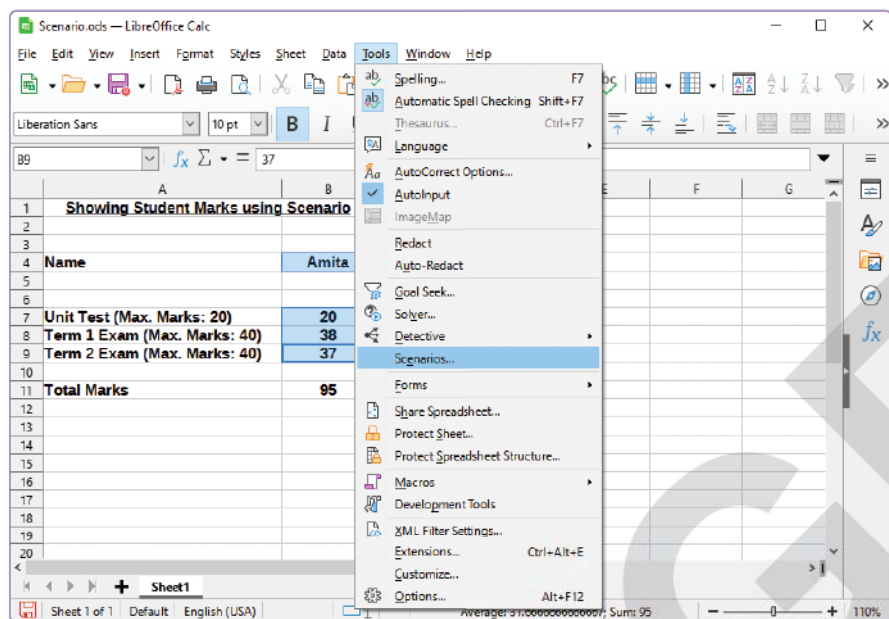 Scenario.ods — LibreOffice Calc
File Edit View Insert Format Styles Sheet Data Tools Window Help
Liberation Sans 10 pt B I
B9 fx Σ = 37
A B F G
1 Showing Student Marks using Scenario
2
3
4 Name Amita
5
6
7 Unit Test (Max. Marks: 20) 20
8 Term 1 Exam (Max. Marks: 40) 38
9 Term 2 Exam (Max. Marks: 40) 37
10
11 Total Marks 95
12
13
14
15
16
17
18
19
20
Spelling... F7
Automatic Spell Checking Shift+F7
Thesaurus... Ctrl+F7
Language
AutoCorrect Options...
AutoInput
ImageMap
Redact
Auto-Redact
Goal Seek...
Solver...
Detective
Scenarios...
Forms
Share Spreadsheet...
Protect Sheet...
Protect Spreadsheet Structure...
Macros
Development Tools
XML Filter Settings...
Extensions... Ctrl+Alt+E
Customize...
Options... Alt+F12
Sheet1
Sheet 1 of 1 Default English (USA) Sum: 95 110%